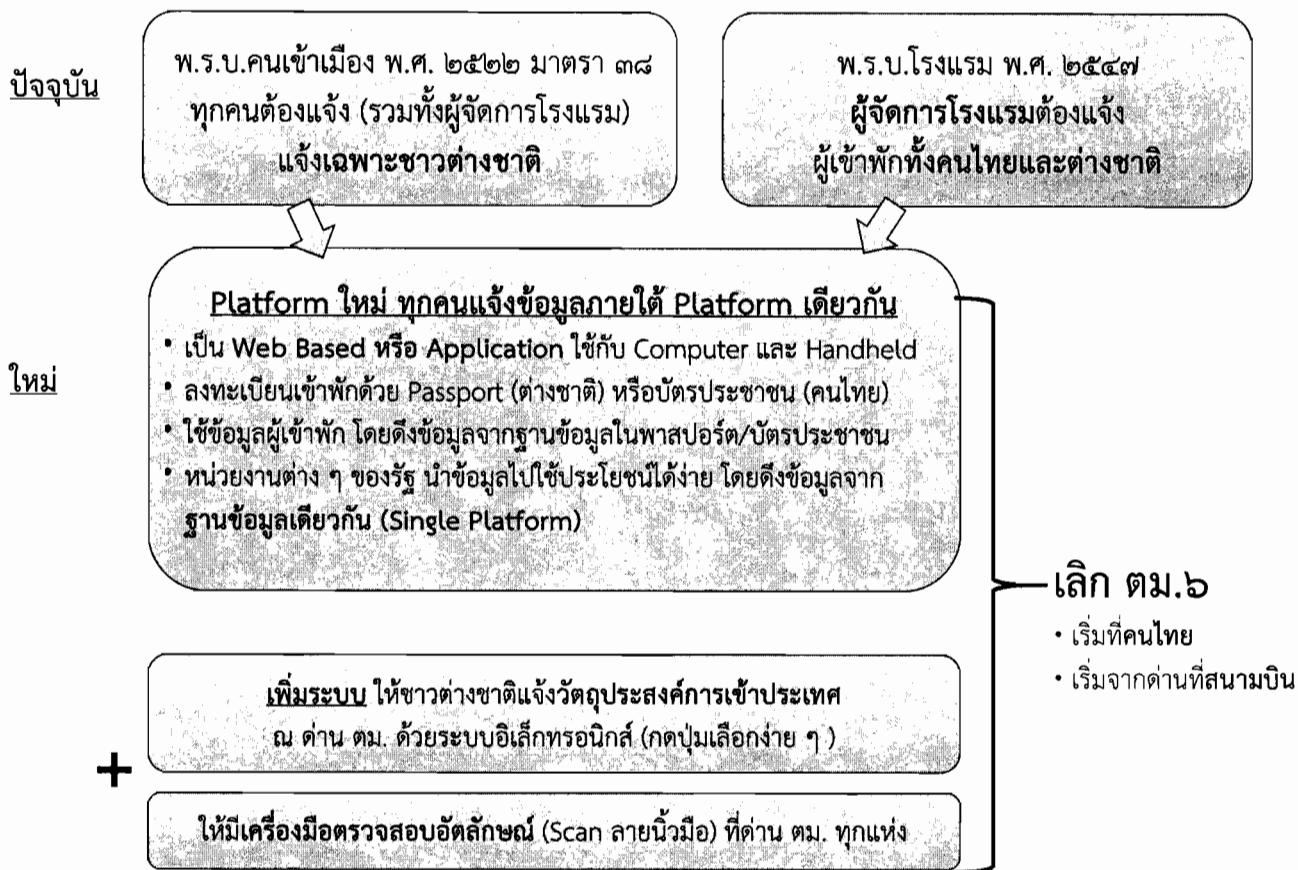 ปัจจุบัน
พ.ร.บ.คนเข้าเมือง พ.ศ. ๒๕๒๒ มาตรา ๓๘
ทุกคนต้องแจ้ง (รวมทั้งผู้จัดการโรงแรม)
แจ้งเฉพาะชาวต่างชาติ
พ.ร.บ.โรงแรม พ.ศ. ๒๕๔๗
ผู้จัดการโรงแรมต้องแจ้ง
ผู้เข้าพักทั้งคนไทยและต่างชาติ
ใหม่
Platform ใหม่ ทุกคนแจ้งข้อมูลภายใต้ Platform เดียวกัน
• เป็น Web Based หรือ Application ใช้กับ Computer และ Handheld
• ลงทะเบียนเข้าพักด้วย Passport (ต่างชาติ) หรือบัตรประชาชน (คนไทย)
• ใช้ข้อมูลผู้เข้าพัก โดยดึงข้อมูลจากฐานข้อมูลในพาสปอร์ต/บัตรประชาชน
• หน่วยงานต่าง ๆ ของรัฐ นำข้อมูลไปใช้ประโยชน์ได้ง่าย โดยดึงข้อมูลจาก
ฐานข้อมูลเดียวกัน (Single Platform)
+
เพิ่มระบบ ให้ชาวต่างชาติแจ้งวัตถุประสงค์การเข้าประเทศ
ณ ด่าน ตม. ด้วยระบบอิเล็กทรอนิกส์ (กดปุ่มเลือกง่าย ๆ )
ให้มีเครื่องมือตรวจสอบอัตลักษณ์ (Scan ลายนิ้วมือ) ที่ด่าน ตม. ทุกแห่ง
เลิก ตม.๖
• เริ่มที่คนไทย
• เริ่มจากด่านที่สนามบิน